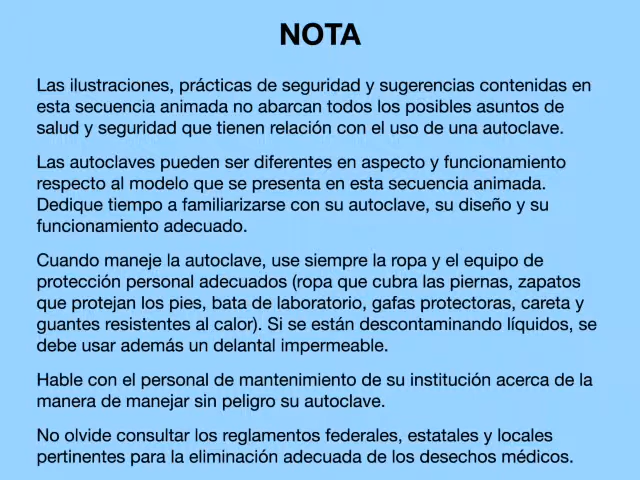 NOTA
Las ilustraciones, prácticas de seguridad y sugerencias contenidas en
esta secuencia animada no abarcan todos los posibles asuntos de
salud y seguridad que tienen relación con el uso de una autoclave.
Las autoclaves pueden ser diferentes en aspecto y funcionamiento
respecto al modelo que se presenta en esta secuencia animada.
Dedique tiempo a familiarizarse con su autoclave, su diseño y su
funcionamiento adecuado.
Cuando maneje la autoclave, use siempre la ropa y el equipo de
protección personal adecuados (ropa que cubra las piernas, zapatos
que protejan los pies, bata de laboratorio, gafas protectoras, careta y
guantes resistentes al calor). Si se están descontaminando líquidos, se
debe usar además un delantal impermeable.
Hable con el personal de mantenimiento de su institución acerca de la
manera de manejar sin peligro su autoclave.
No olvide consultar los reglamentos federales, estatales y locales
pertinentes para la eliminación adecuada de los desechos médicos.